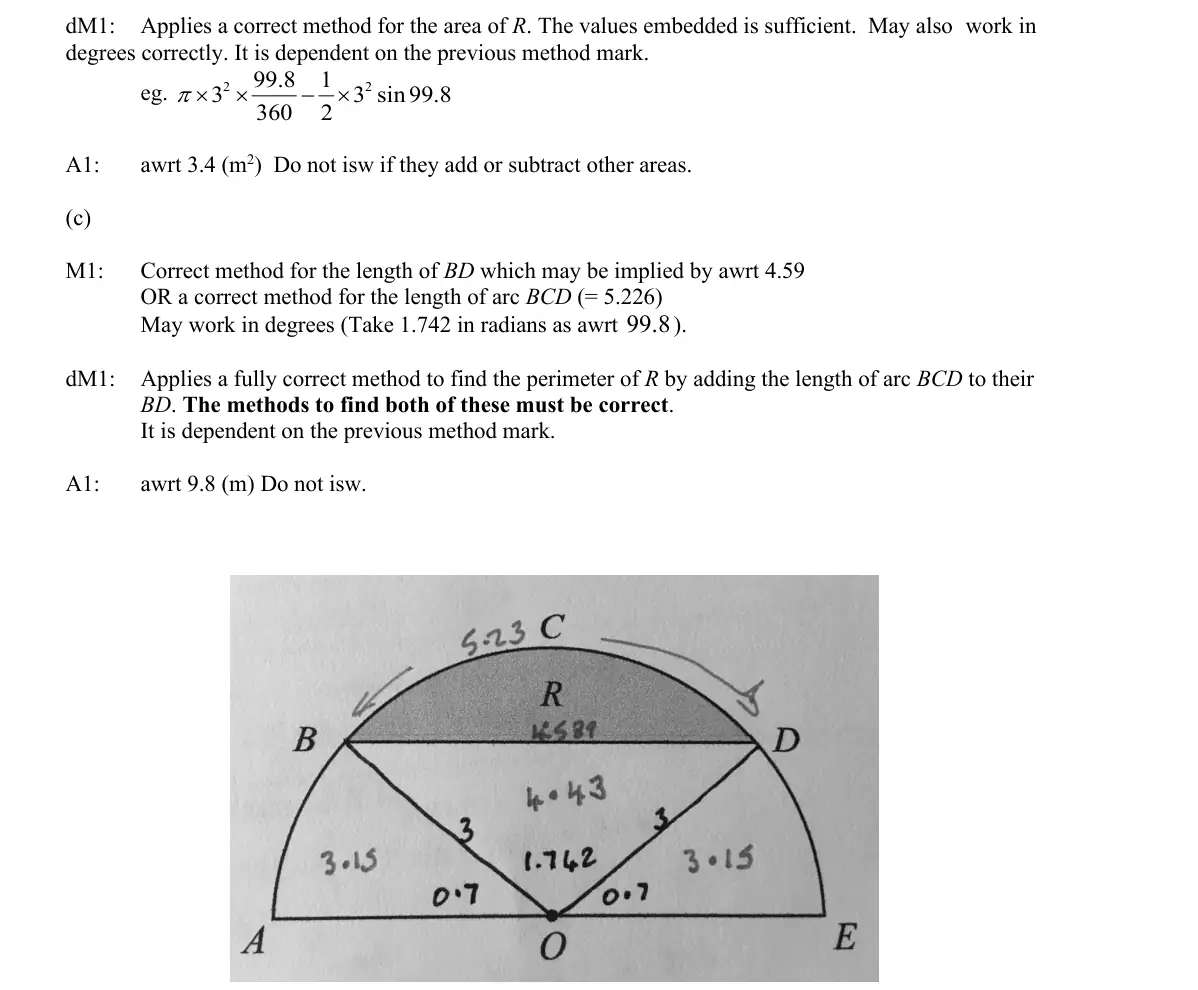 dM1: Applies a correct method for the area of R. The values embedded is sufficient. May also work in
degrees correctly. It is dependent on the previous method mark.
eg. π × 3² × 99.8/360 − 1/2 × 3² sin 99.8
A1: awrt 3.4 (m²) Do not isw if they add or subtract other areas.
(c)
M1: Correct method for the length of BD which may be implied by awrt 4.59
OR a correct method for the length of arc BCD (= 5.226)
May work in degrees (Take 1.742 in radians as awrt 99.8).
dM1: Applies a fully correct method to find the perimeter of R by adding the length of arc BCD to their
BD. The methods to find both of these must be correct.
It is dependent on the previous method mark.
A1: awrt 9.8 (m) Do not isw.
5.23 C
R
4.589
B D
4.43
3 3
3.15 1.742 3.15
0.7 0.7
A O E